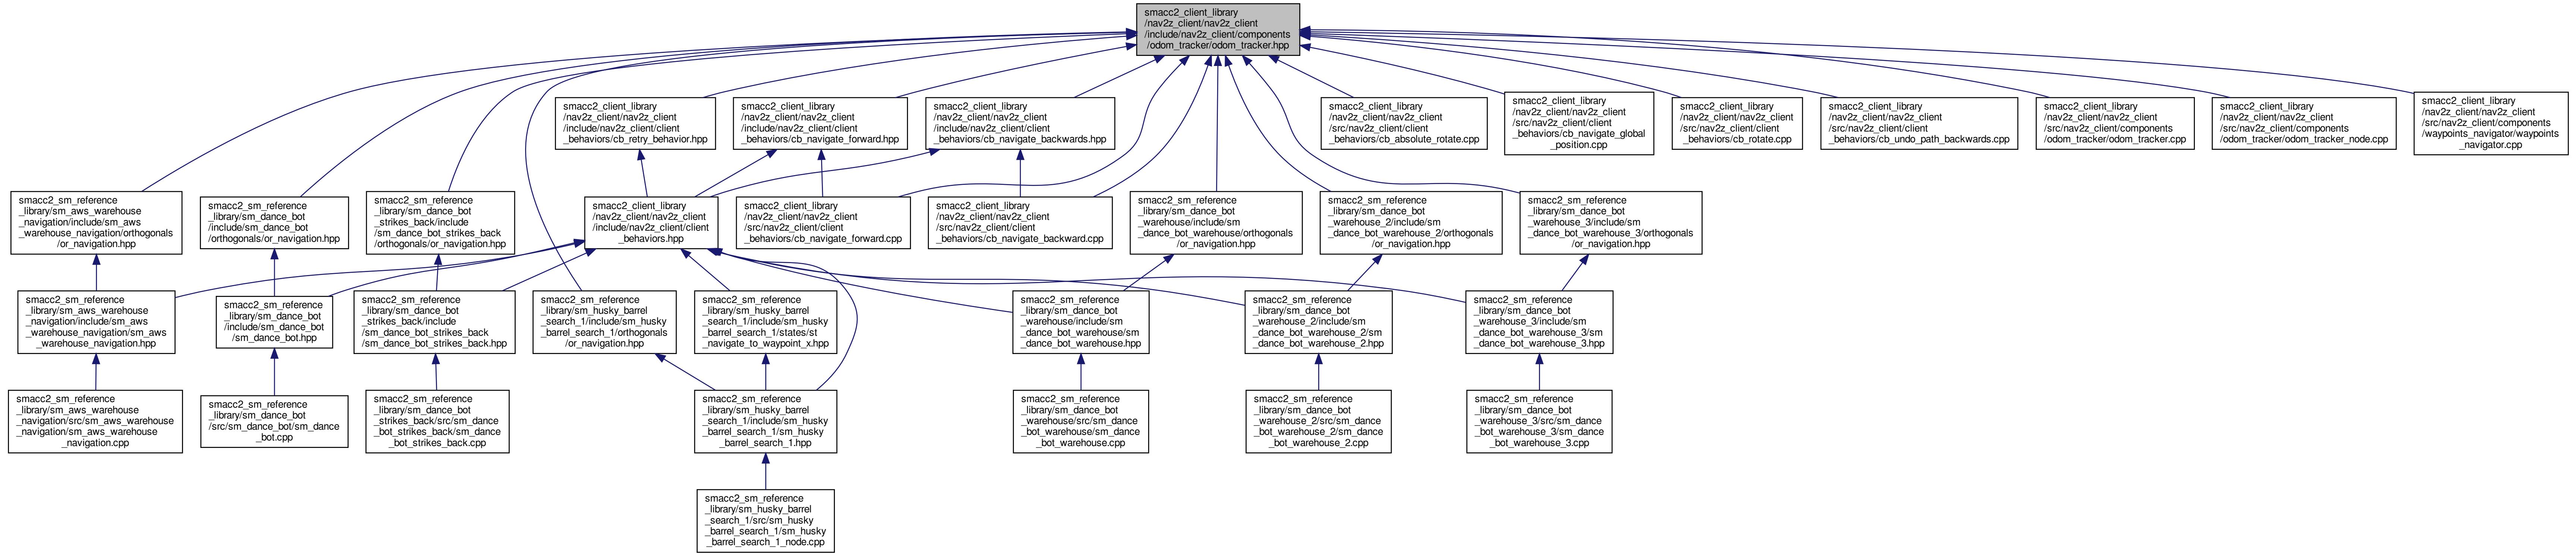 smacc2_client_library
/nav2z_client/nav2z_client
/include/nav2z_client/components
/odom_tracker/odom_tracker.hpp
smacc2_client_library
/nav2z_client/nav2z_client
/include/nav2z_client/client
_behaviors/cb_retry_behavior.hpp
smacc2_client_library
/nav2z_client/nav2z_client
/include/nav2z_client/client
_behaviors/cb_navigate_forward.hpp
smacc2_client_library
/nav2z_client/nav2z_client
/include/nav2z_client/client
_behaviors/cb_navigate_backwards.hpp
smacc2_client_library
/nav2z_client/nav2z_client
/src/nav2z_client/client
_behaviors/cb_absolute_rotate.cpp
smacc2_client_library
/nav2z_client/nav2z_client
/src/nav2z_client/client
_behaviors/cb_navigate_global
_position.cpp
smacc2_client_library
/nav2z_client/nav2z_client
/src/nav2z_client/client
_behaviors/cb_rotate.cpp
smacc2_client_library
/nav2z_client/nav2z_client
/src/nav2z_client/client
_behaviors/cb_undo_path_backwards.cpp
smacc2_client_library
/nav2z_client/nav2z_client
/src/nav2z_client/components
/odom_tracker/odom_tracker.cpp
smacc2_client_library
/nav2z_client/nav2z_client
/src/nav2z_client/components
/odom_tracker/odom_tracker_node.cpp
smacc2_client_library
/nav2z_client/nav2z_client
/src/nav2z_client/components
/waypoints_navigator/waypoints
_navigator.cpp
smacc2_sm_reference
_library/sm_aws_warehouse
_navigation/include/sm_aws
_warehouse_navigation/orthogonals
/or_navigation.hpp
smacc2_sm_reference
_library/sm_dance_bot
/include/sm_dance_bot
/orthogonals/or_navigation.hpp
smacc2_sm_reference
_library/sm_dance_bot
_strikes_back/include
/sm_dance_bot_strikes_back
/orthogonals/or_navigation.hpp
smacc2_client_library
/nav2z_client/nav2z_client
/include/nav2z_client/client
_behaviors.hpp
smacc2_client_library
/nav2z_client/nav2z_client
/src/nav2z_client/client
_behaviors/cb_navigate_forward.cpp
smacc2_client_library
/nav2z_client/nav2z_client
/src/nav2z_client/client
_behaviors/cb_navigate_backward.cpp
smacc2_sm_reference
_library/sm_dance_bot
_warehouse/include/sm
_dance_bot_warehouse/orthogonals
/or_navigation.hpp
smacc2_sm_reference
_library/sm_dance_bot
_warehouse_2/include/sm
_dance_bot_warehouse_2/orthogonals
/or_navigation.hpp
smacc2_sm_reference
_library/sm_dance_bot
_warehouse_3/include/sm
_dance_bot_warehouse_3/orthogonals
/or_navigation.hpp
smacc2_sm_reference
_library/sm_aws_warehouse
_navigation/include/sm_aws
_warehouse_navigation/sm_aws
_warehouse_navigation.hpp
smacc2_sm_reference
_library/sm_dance_bot
/include/sm_dance_bot
/sm_dance_bot.hpp
smacc2_sm_reference
_library/sm_dance_bot
_strikes_back/include
/sm_dance_bot_strikes_back
/sm_dance_bot_strikes_back.hpp
smacc2_sm_reference
_library/sm_husky_barrel
_search_1/include/sm_husky
_barrel_search_1/orthogonals
/or_navigation.hpp
smacc2_sm_reference
_library/sm_husky_barrel
_search_1/include/sm_husky
_barrel_search_1/states/st
_navigate_to_waypoint_x.hpp
smacc2_sm_reference
_library/sm_dance_bot
_warehouse/include/sm
_dance_bot_warehouse/sm
_dance_bot_warehouse.hpp
smacc2_sm_reference
_library/sm_dance_bot
_warehouse_2/include/sm
_dance_bot_warehouse_2/sm
_dance_bot_warehouse_2.hpp
smacc2_sm_reference
_library/sm_dance_bot
_warehouse_3/include/sm
_dance_bot_warehouse_3/sm
_dance_bot_warehouse_3.hpp
smacc2_sm_reference
_library/sm_aws_warehouse
_navigation/src/sm_aws_warehouse
_navigation/sm_aws_warehouse
_navigation.cpp
smacc2_sm_reference
_library/sm_dance_bot
/src/sm_dance_bot/sm_dance
_bot.cpp
smacc2_sm_reference
_library/sm_dance_bot
_strikes_back/src/sm_dance
_bot_strikes_back/sm_dance
_bot_strikes_back.cpp
smacc2_sm_reference
_library/sm_husky_barrel
_search_1/include/sm_husky
_barrel_search_1/sm_husky
_barrel_search_1.hpp
smacc2_sm_reference
_library/sm_dance_bot
_warehouse/src/sm_dance
_bot_warehouse/sm_dance
_bot_warehouse.cpp
smacc2_sm_reference
_library/sm_dance_bot
_warehouse_2/src/sm_dance
_bot_warehouse_2/sm_dance
_bot_warehouse_2.cpp
smacc2_sm_reference
_library/sm_dance_bot
_warehouse_3/src/sm_dance
_bot_warehouse_3/sm_dance
_bot_warehouse_3.cpp
smacc2_sm_reference
_library/sm_husky_barrel
_search_1/src/sm_husky
_barrel_search_1/sm_husky
_barrel_search_1_node.cpp